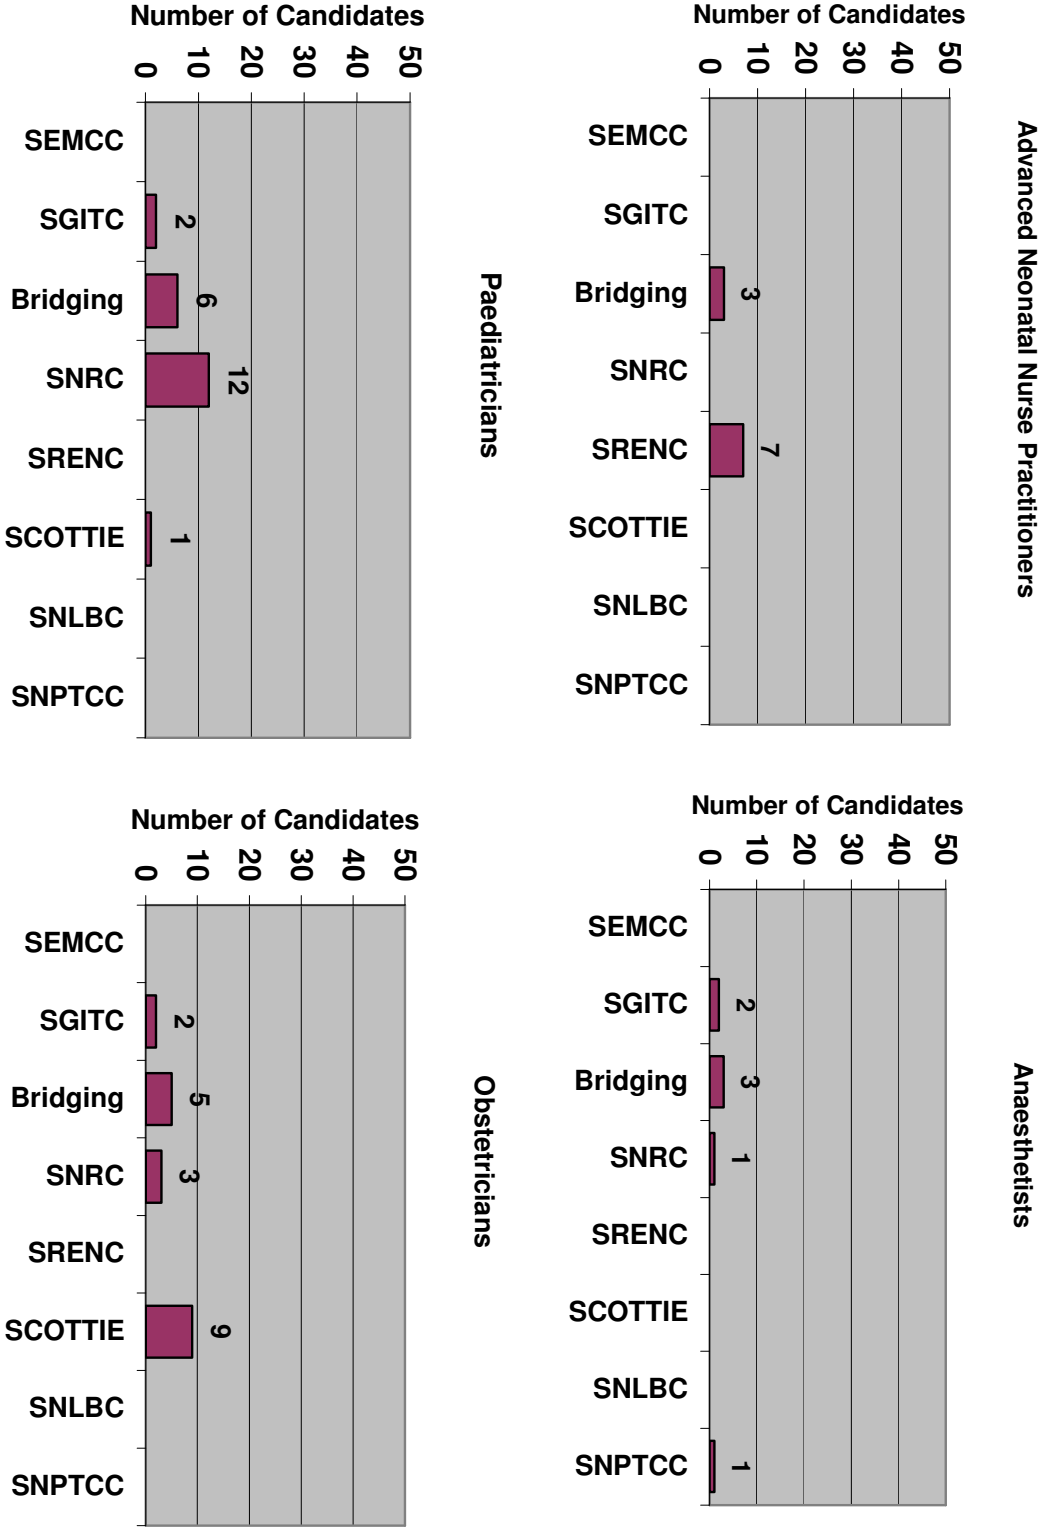 Advanced Neonatal Nurse Practitioners
Number of Candidates
50
40
30
20
10
0
3
7
SEMCC
SGITC
Bridging
SNRC
SRENC
SCOTTIE
SNLBC
SNPTCC
Anaesthetists
Number of Candidates
50
40
30
20
10
0
2
3
1
1
SEMCC
SGITC
Bridging
SNRC
SRENC
SCOTTIE
SNLBC
SNPTCC
Paediatricians
Number of Candidates
50
40
30
20
10
0
2
6
12
1
SEMCC
SGITC
Bridging
SNRC
SRENC
SCOTTIE
SNLBC
SNPTCC
Obstetricians
Number of Candidates
50
40
30
20
10
0
2
5
3
9
SEMCC
SGITC
Bridging
SNRC
SRENC
SCOTTIE
SNLBC
SNPTCC